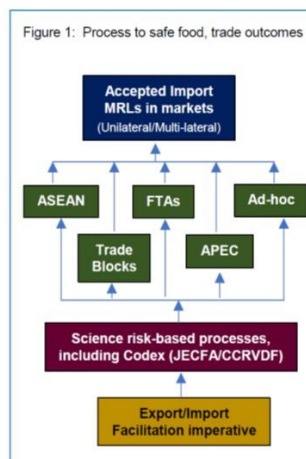 Figure 1: Process to safe food, trade outcomes
Accepted Import
MRLs in markets
(Unilateral/Multi-lateral)
ASEAN
FTAs
Ad-hoc
Trade
Blocks
APEC
Science risk-based processes,
including Codex (JECFA/CCRVDF)
Export/Import
Facilitation imperative